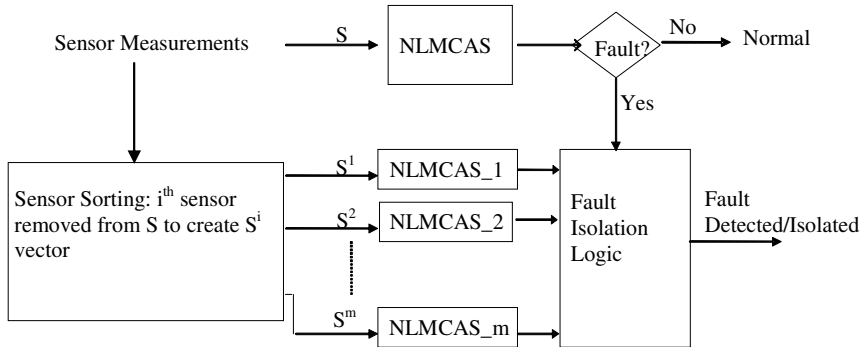 Sensor Measurements
S
NLMCAS
Fault?
No
Normal
Yes
Sensor Sorting: iᵗʰ sensor
removed from S to create Sⁱ
vector
S¹
NLMCAS_1
S²
NLMCAS_2
Sᵐ
NLMCAS_m
Fault
Isolation
Logic
Fault
Detected/Isolated